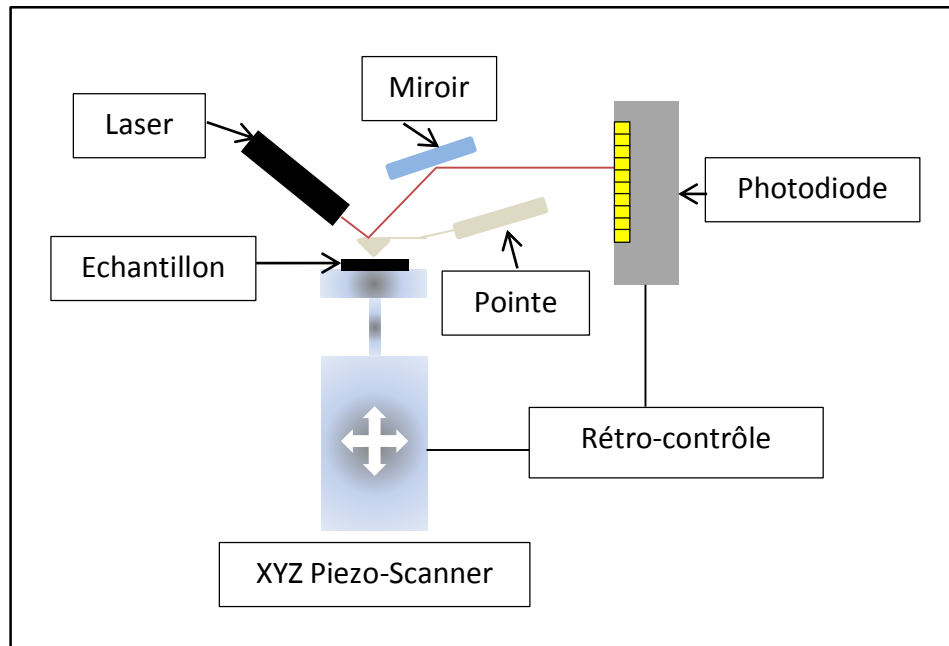 Miroir
Laser
Photodiode
Echantillon
Pointe
Rétro-contrôle
XYZ Piezo-Scanner